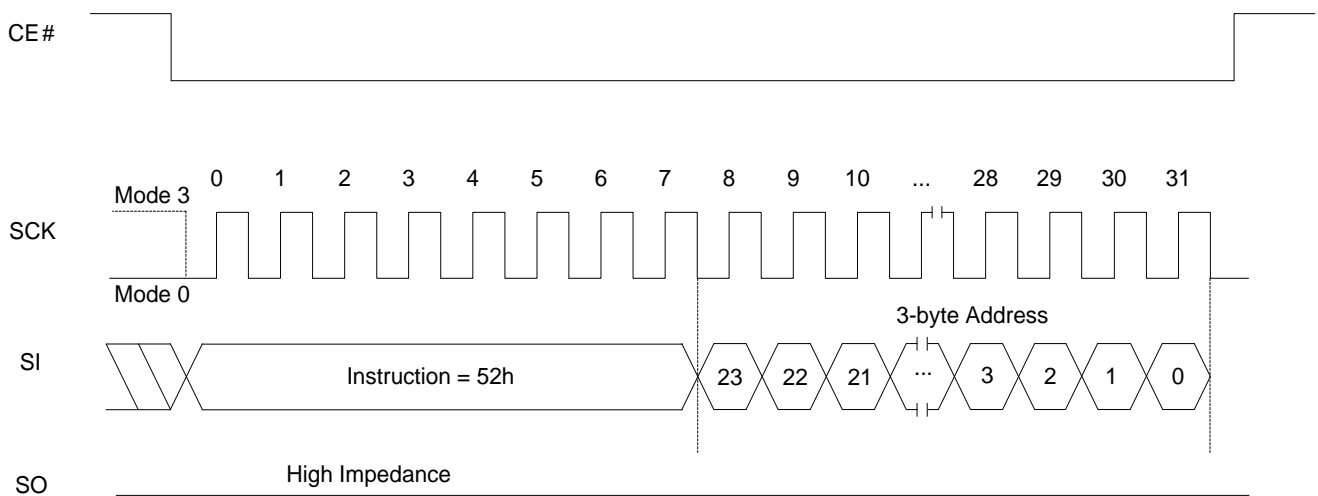 CE#
0 1 2 3 4 5 6 7 8 9 10 ... 28 29 30 31
Mode 3
SCK
Mode 0
3-byte Address
SI
Instruction = 52h 23 22 21 ... 3 2 1 0
High Impedance
SO